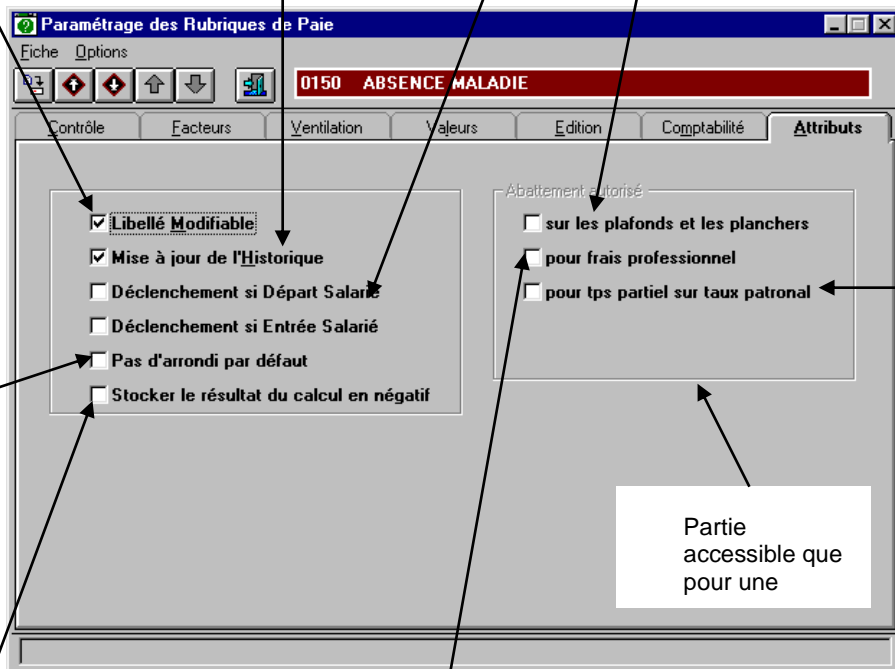 Paramétrage des Rubriques de Paie
Fiche Options
0150 ABSENCE MALADIE
Contrôle Facteurs Ventilation Valeurs Edition Comptabilité Attributs
Abattement autorisé
Libellé Modifiable
sur les plafonds et les planchers
Mise à jour de l'Historique
pour frais professionnel
Déclenchement si Départ Salarié
pour tps partiel sur taux patronal
Déclenchement si Entrée Salarié
Pas d'arrondi par défaut
Stocker le résultat du calcul en négatif
Partie
accessible que
pour une